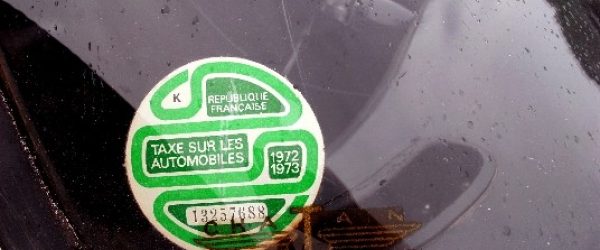 K
RÉPUBLIQUE
FRANÇAISE
TAXE SUR LES
AUTOMOBILES
1972
1973
13257688